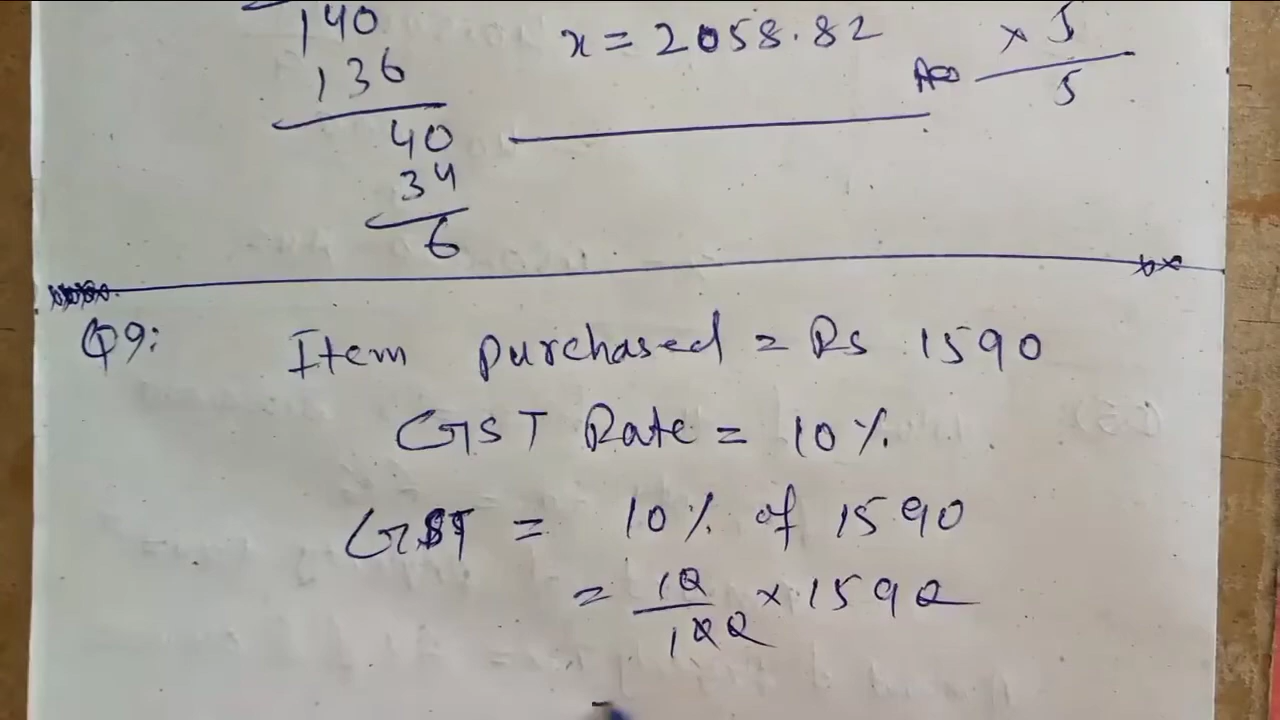 140
136
40
34
6
x = 2058.82
× 5
5
Q9: Item purchased = Rs 1590
GST Rate = 10%.
GST = 10% of 1590
= 10/100 × 1590